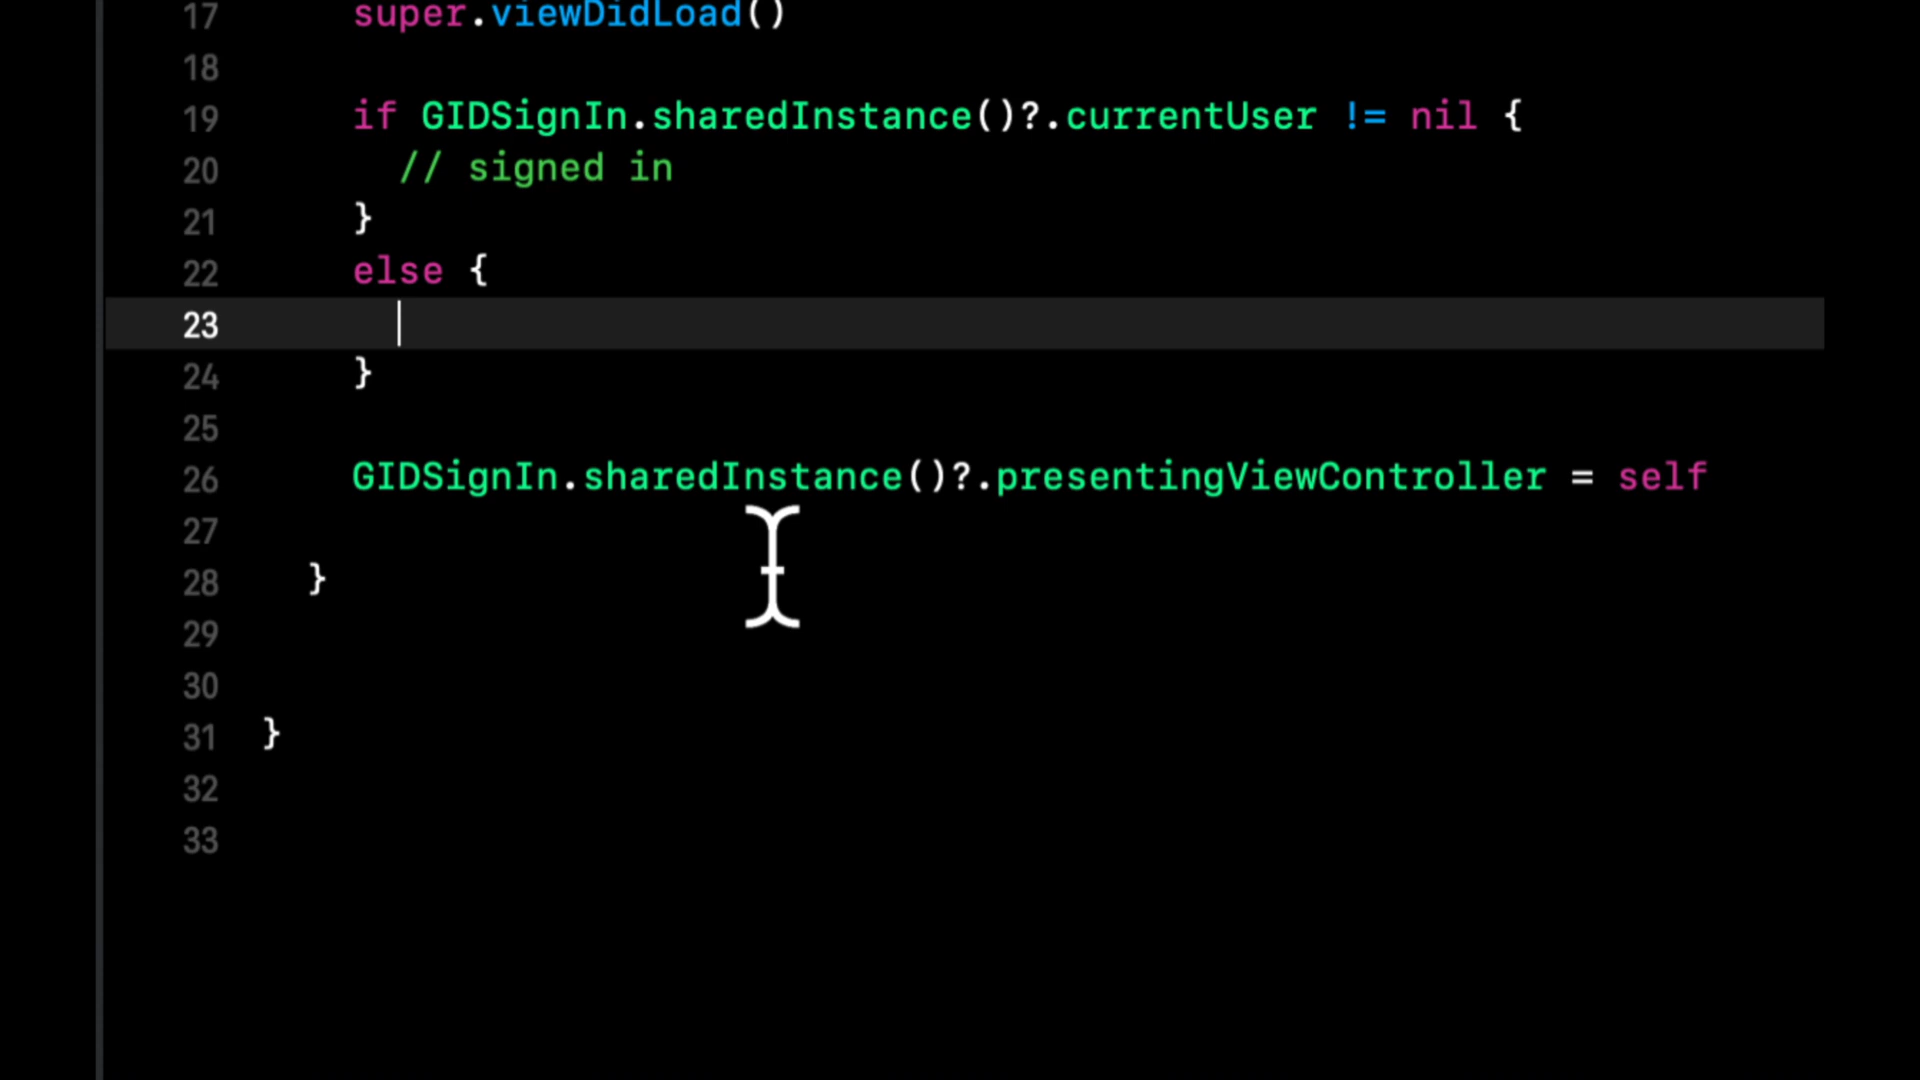 17 super.viewDidLoad()
18
19 if GIDSignIn.sharedInstance()?.currentUser != nil {
20 // signed in
21 }
22 else {
23
24 }
25
26 GIDSignIn.sharedInstance()?.presentingViewController = self
27
28 }
29
30
31 }
32
33